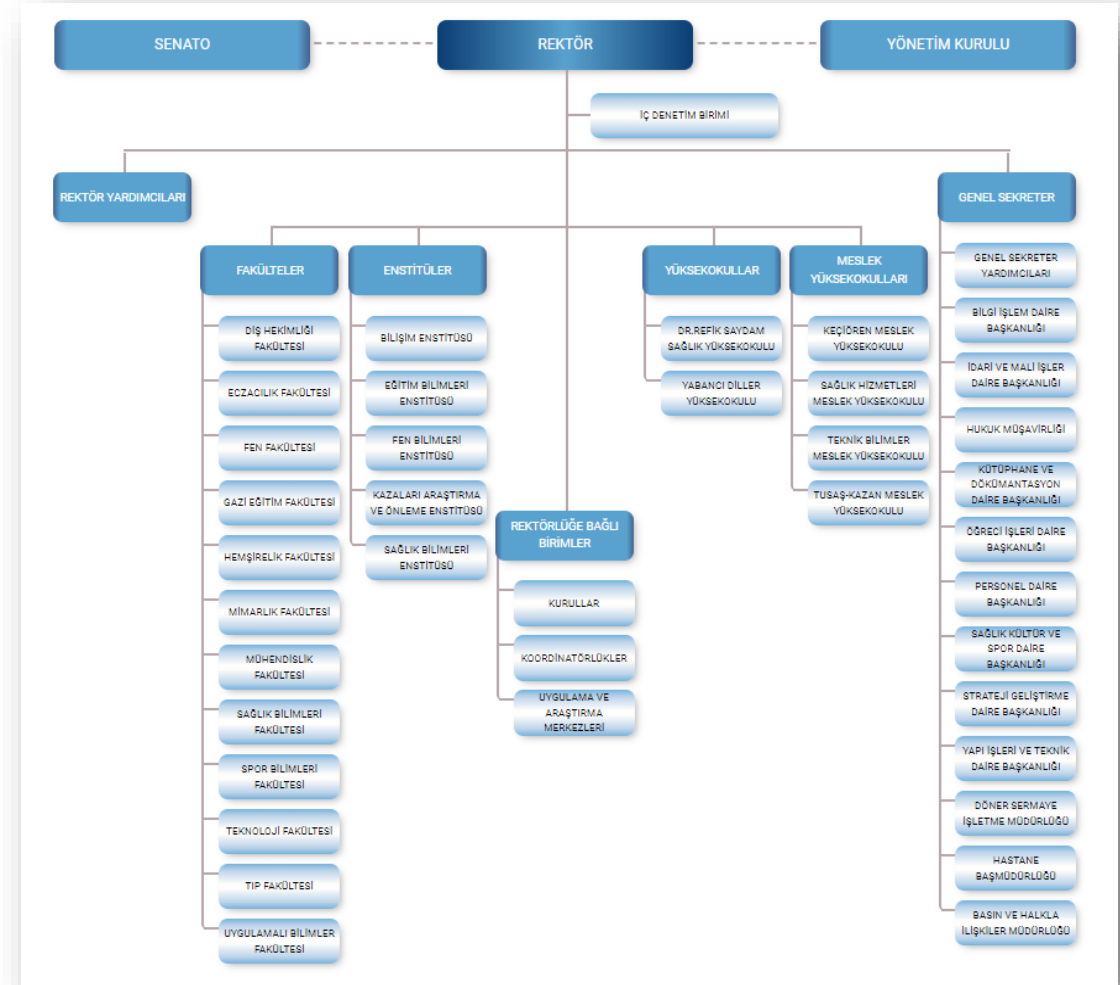 SENATO
REKTÖR
YÖNETİM KURULU
İÇ DENETİM BİRİMİ
REKTÖR YARDIMCILARI
GENEL SEKRETER
FAKÜLTELER
DİŞ HEKİMLİĞİ
FAKÜLTESİ
ECZACILIK FAKÜLTESİ
FEN FAKÜLTESİ
GAZİ EĞİTİM FAKÜLTESİ
HEMŞİRELİK FAKÜLTESİ
MİMARLIK FAKÜLTESİ
MÜHENDİSLİK
FAKÜLTESİ
SAĞLIK BİLİMLERİ
FAKÜLTESİ
SPOR BİLİMLERİ
FAKÜLTESİ
TEKNOLOJİ FAKÜLTESİ
TIP FAKÜLTESİ
UYGULAMALI BİLİMLER
FAKÜLTESİ
ENSTİTÜLER
BİLİŞİM ENSTİTÜSÜ
EĞİTİM BİLİMLERİ
ENSTİTÜSÜ
FEN BİLİMLERİ
ENSTİTÜSÜ
KAZALARI ARAŞTIRMA
VE ÖNLEME ENSTİTÜSÜ
SAĞLIK BİLİMLERİ
ENSTİTÜSÜ
REKTÖRLÜĞE BAĞLI
BİRİMLER
KURULLAR
KOORDİNATÖRLÜKLER
UYGULAMA VE
ARAŞTIRMA
MERKEZLERİ
YÜKSEKOKULLAR
DR.REFİK SAYDAM
SAĞLIK YÜKSEKOKULU
YABANCI DİLLER
YÜKSEKOKULU
MESLEK
YÜKSEKOKULLARI
KEÇİÖREN MESLEK
YÜKSEKOKULU
SAĞLIK HİZMETLERİ
MESLEK YÜKSEKOKULU
TEKNİK BİLİMLER
MESLEK YÜKSEKOKULU
TUSAŞ-KAZAN MESLEK
YÜKSEKOKULU
GENEL SEKRETER
YARDIMCILARI
BİLGİ İŞLEM DAİRE
BAŞKANLIĞI
İDARİ VE MALİ İŞLER
DAİRE BAŞKANLIĞI
HUKUK MÜŞAVİRLİĞİ
KÜTÜPHANE VE
DÖKÜMANTASYON
DAİRE BAŞKANLIĞI
ÖĞRECİ İŞLERİ DAİRE
BAŞKANLIĞI
PERSONEL DAİRE
BAŞKANLIĞI
SAĞLIK KÜLTÜR VE
SPOR DAİRE
BAŞKANLIĞI
STRATEJİ GELİŞTİRME
DAİRE BAŞKANLIĞI
YAPI İŞLERİ VE TEKNİK
DAİRE BAŞKANLIĞI
DÖNER SERMAYE
İŞLETME MÜDÜRLÜĞÜ
HASTANE
BAŞMÜDÜRLÜĞÜ
BASIN VE HALKLA
İLİŞKİLER MÜDÜRLÜĞÜ